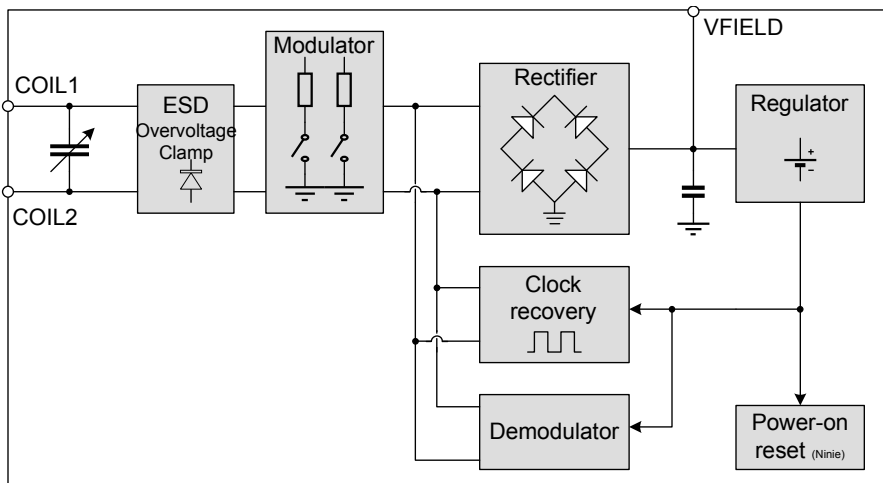 VFIELD
Modulator
COIL1
ESD
Overvoltage
Clamp
COIL2
Rectifier
Regulator
+
−
Clock
recovery
Demodulator
Power-on
reset (Ninie)